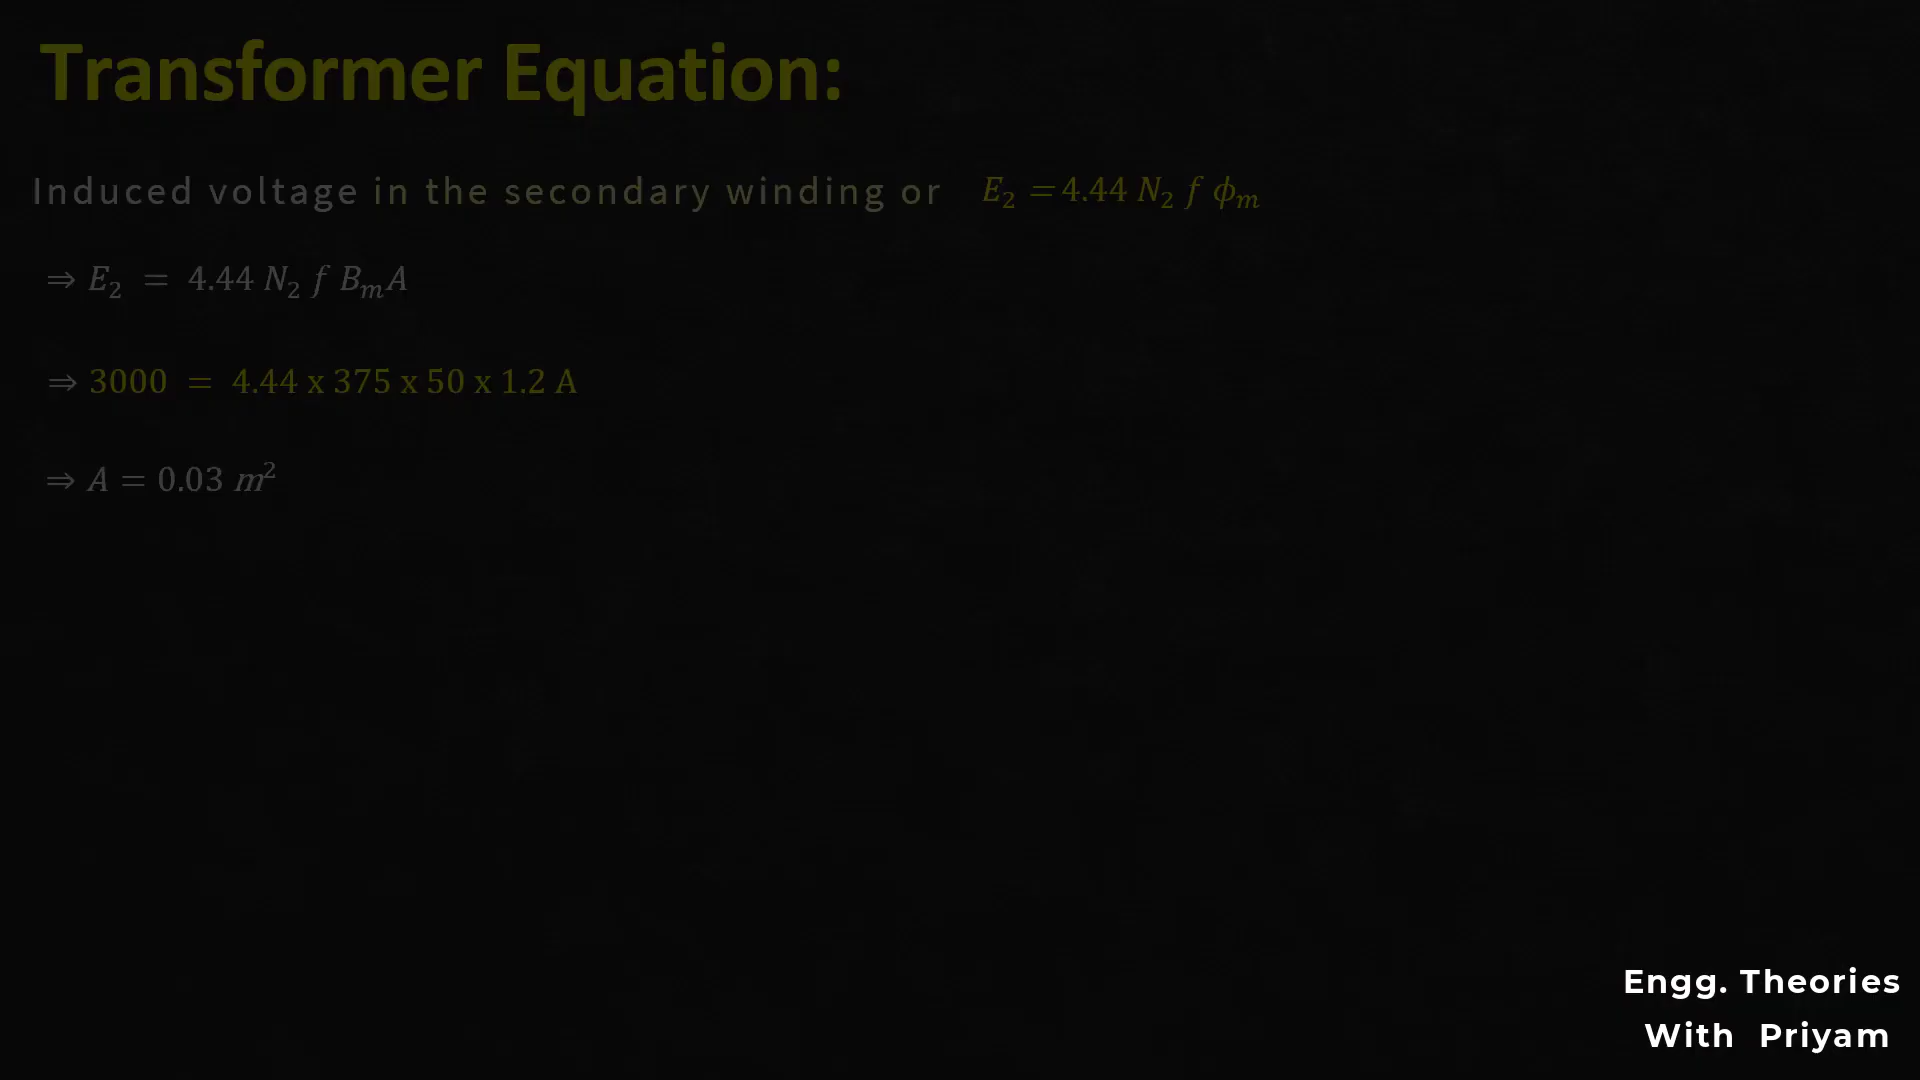 Transformer Equation:
Induced voltage in the secondary winding or E₂ = 4.44 N₂ f ϕₘ
⇒ E₂ = 4.44 N₂ f BₘA
⇒ 3000 = 4.44 x 375 x 50 x 1.2 A
⇒ A = 0.03 m²
Engg. Theories
With Priyam